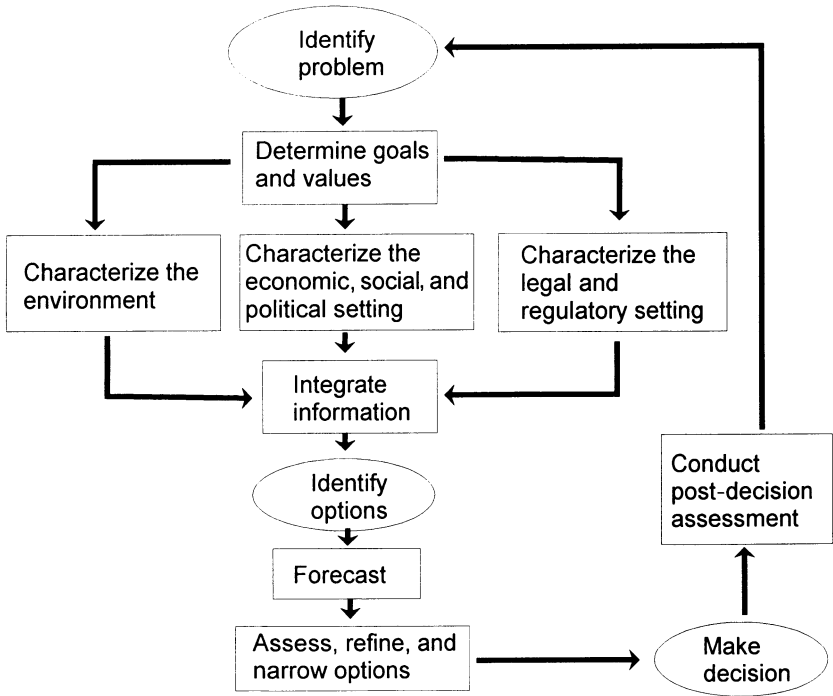 Identify
problem
Determine goals
and values
Characterize the
environment
Characterize the
economic, social, and
political setting
Characterize the
legal and
regulatory setting
Integrate
information
Identify
options
Forecast
Assess, refine, and
narrow options
Make
decision
Conduct
post-decision
assessment